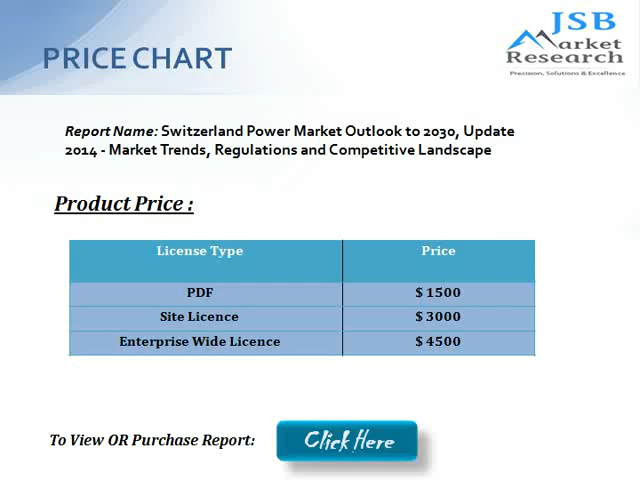 JSB
Market
Research
Precision, Solutions & Excellence
PRICE CHART
Report Name: Switzerland Power Market Outlook to 2030, Update
2014 - Market Trends, Regulations and Competitive Landscape
Product Price :
License Type Price
PDF $ 1500
Site Licence $ 3000
Enterprise Wide Licence $ 4500
To View OR Purchase Report: Click Here